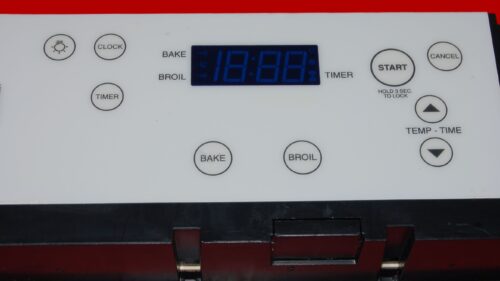 CLOCK
BAKE
BROIL
18:88
TIMER
START
HOLD 3 SEC.
TO LOCK
CANCEL
TIMER
TEMP - TIME
BAKE
BROIL